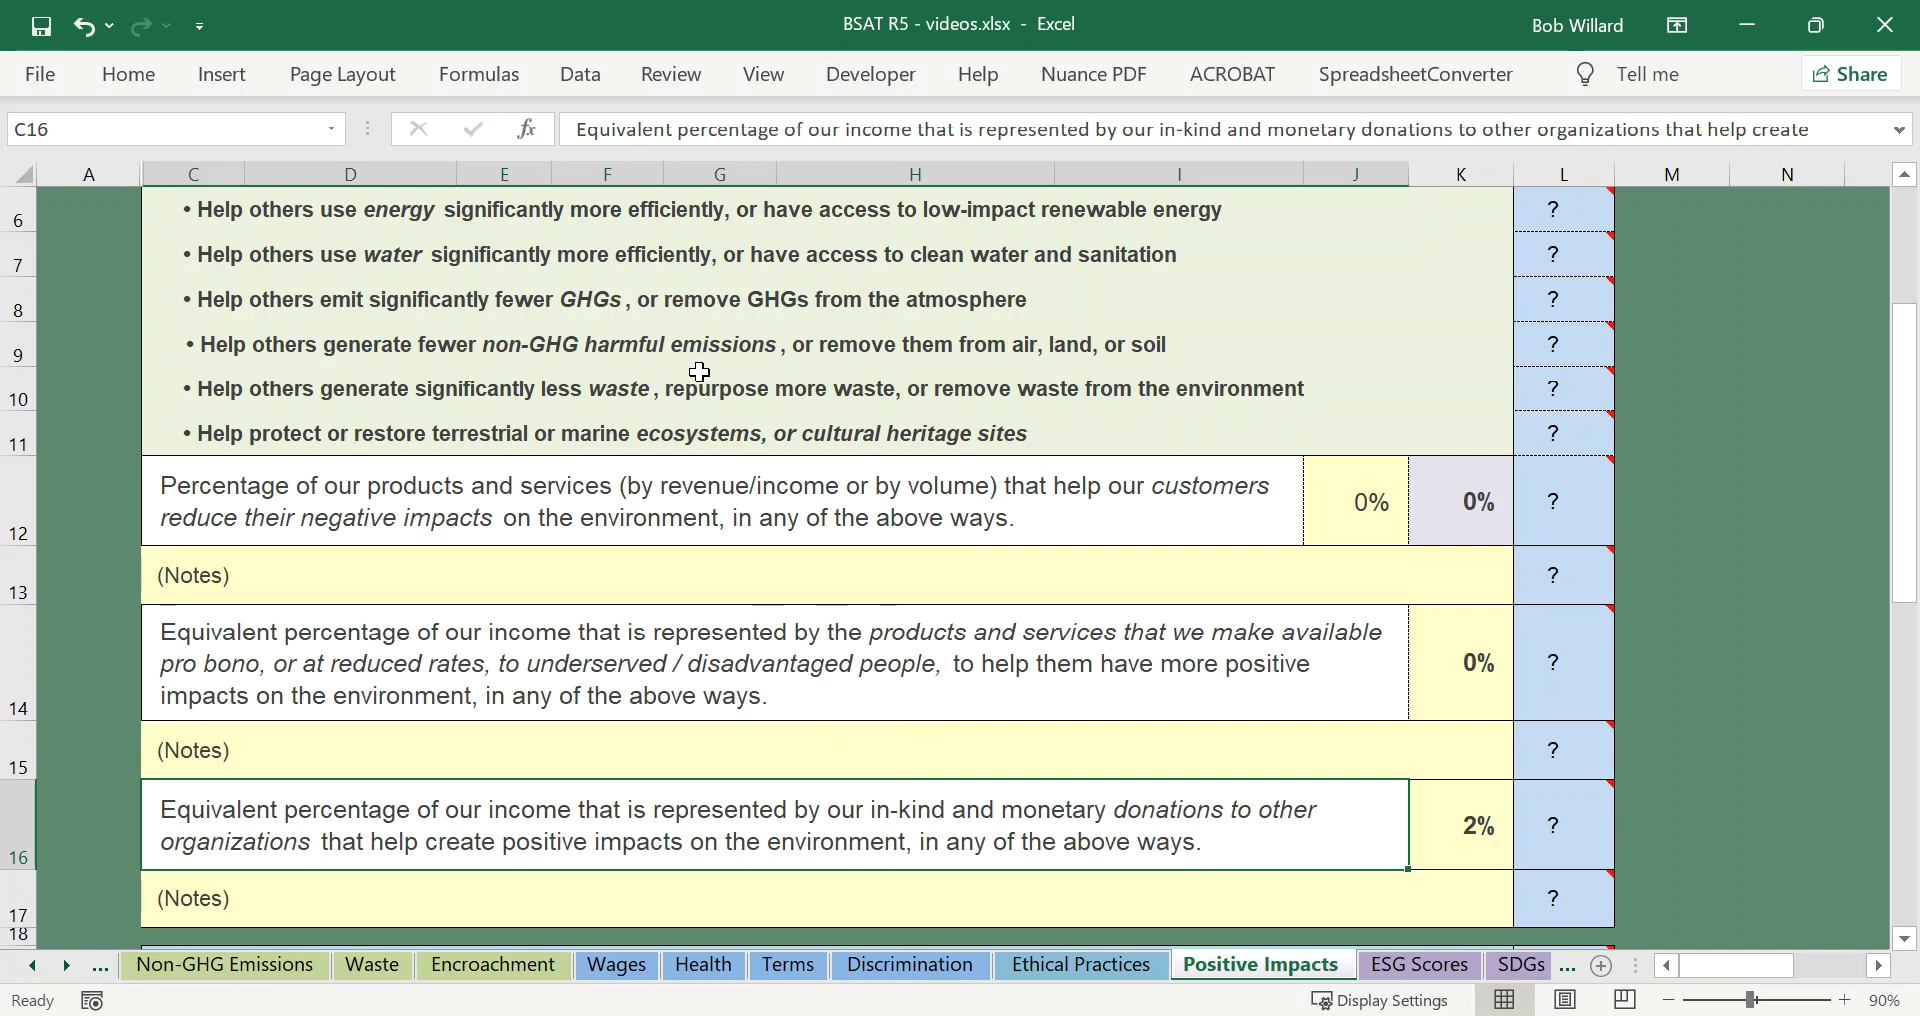 BSAT R5 - videos.xlsx - Excel
Bob Willard
File Home Insert Page Layout Formulas Data Review View Developer Help Nuance PDF ACROBAT SpreadsheetConverter Tell me Share
C16
fx
Equivalent percentage of our income that is represented by our in-kind and monetary donations to other organizations that help create
A C D E F G H I J K L M N
6 • Help others use energy significantly more efficiently, or have access to low-impact renewable energy ?
7 • Help others use water significantly more efficiently, or have access to clean water and sanitation ?
8 • Help others emit significantly fewer GHGs, or remove GHGs from the atmosphere ?
9 • Help others generate fewer non-GHG harmful emissions, or remove them from air, land, or soil ?
10 • Help others generate significantly less waste, repurpose more waste, or remove waste from the environment ?
11 • Help protect or restore terrestrial or marine ecosystems, or cultural heritage sites ?
Percentage of our products and services (by revenue/income or by volume) that help our customers
reduce their negative impacts on the environment, in any of the above ways.
12 0% 0% ?
13 (Notes) ?
Equivalent percentage of our income that is represented by the products and services that we make available
pro bono, or at reduced rates, to underserved / disadvantaged people, to help them have more positive
impacts on the environment, in any of the above ways.
14 0% ?
15 (Notes) ?
Equivalent percentage of our income that is represented by our in-kind and monetary donations to other
organizations that help create positive impacts on the environment, in any of the above ways.
16 2% ?
17 (Notes) ?
18
... Non-GHG Emissions Waste Encroachment Wages Health Terms Discrimination Ethical Practices Positive Impacts ESG Scores SDGs ...
Ready Display Settings 90%